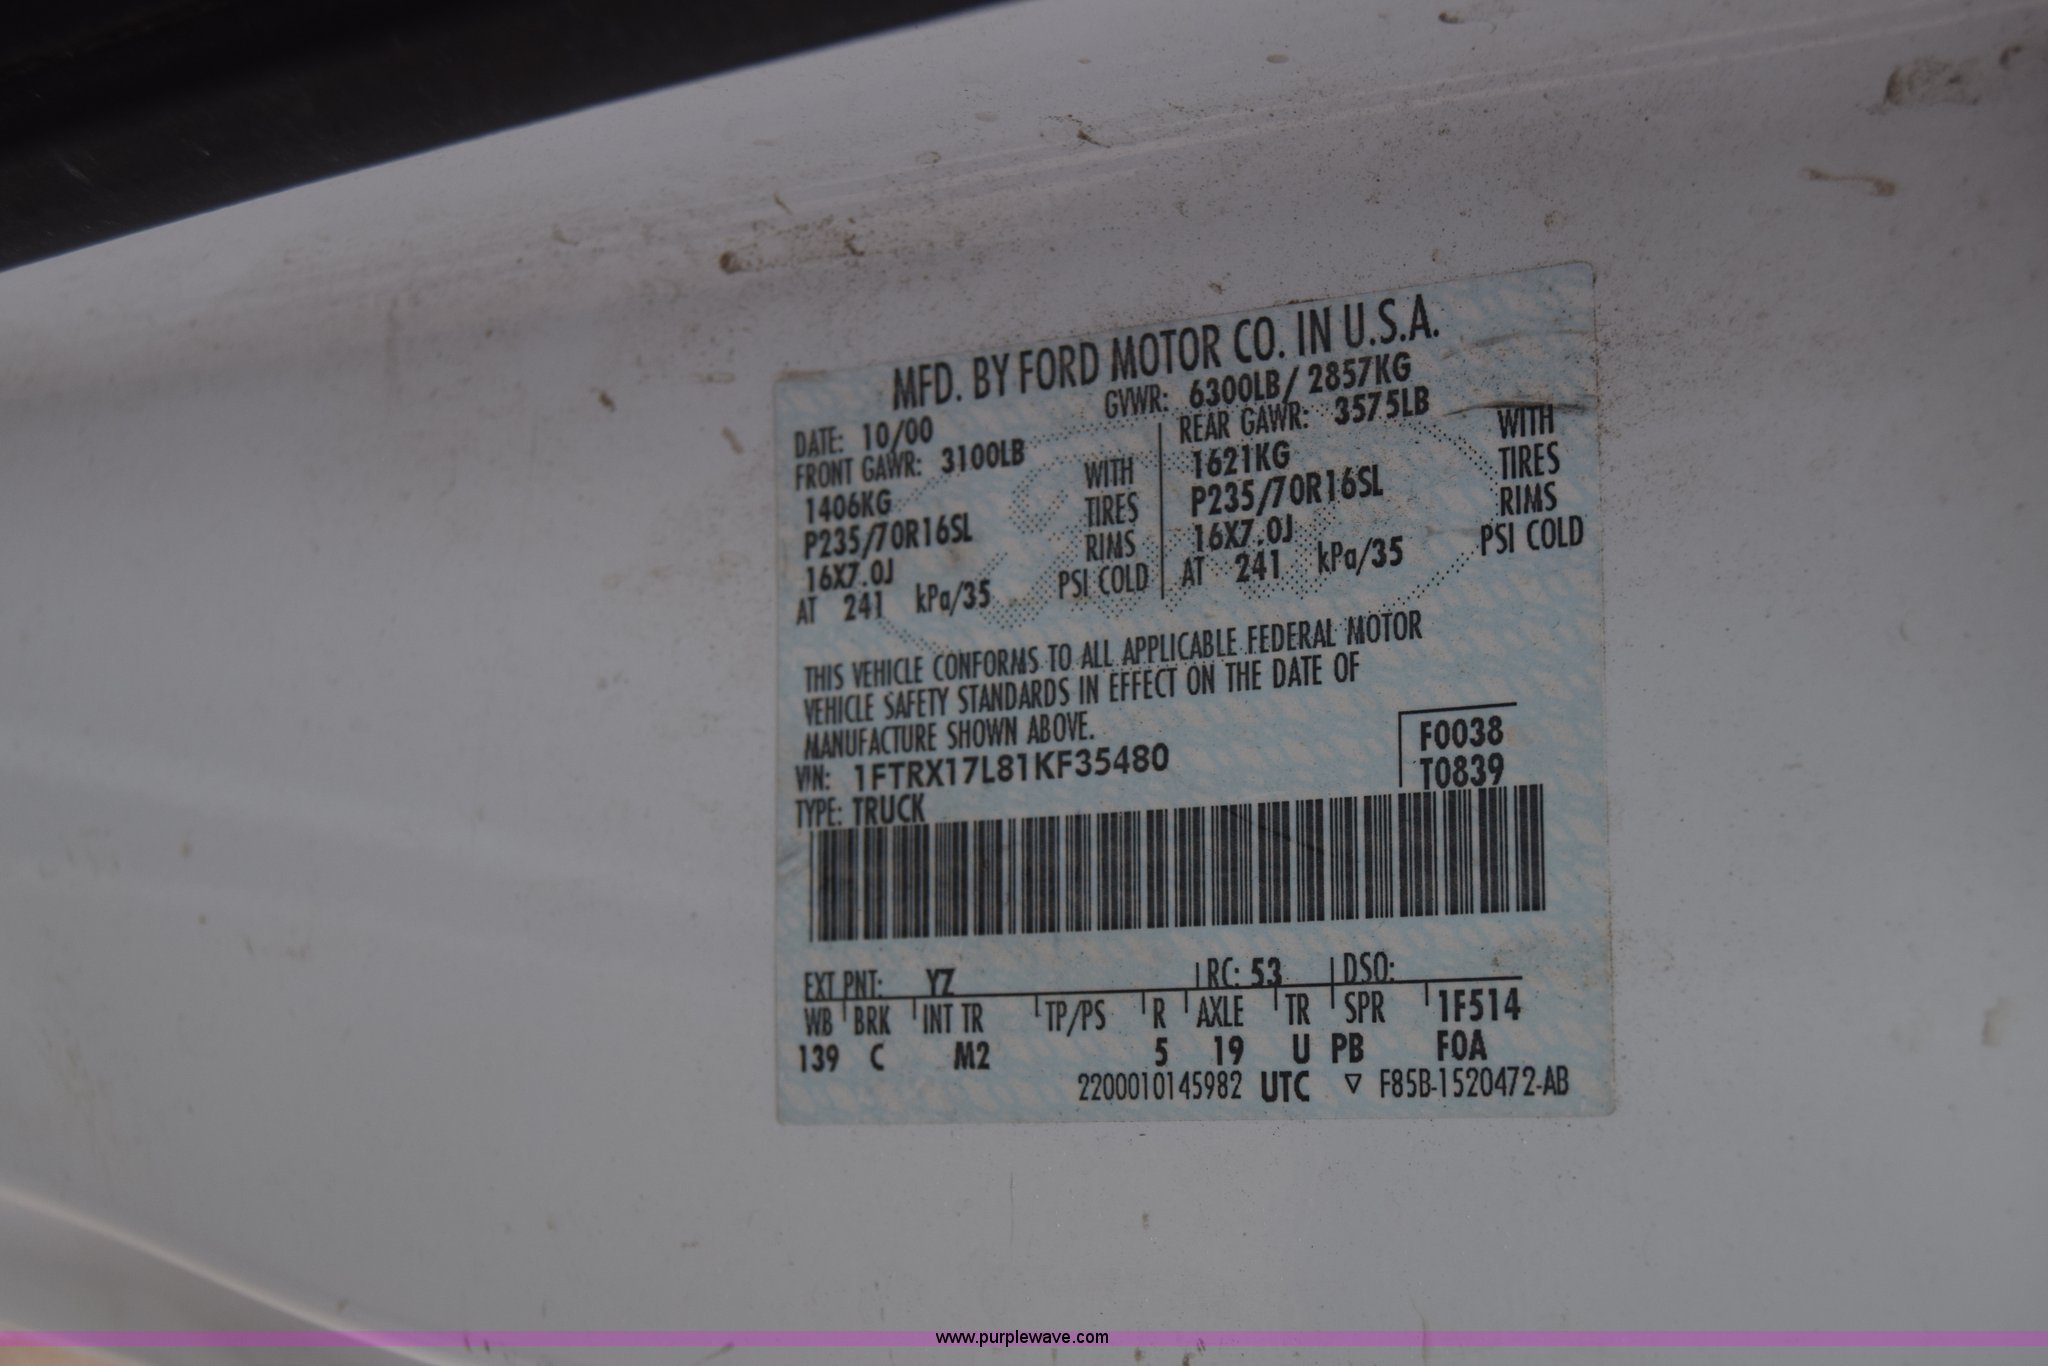 MFD. BY FORD MOTOR CO. IN U.S.A.
DATE: 10/00 GVWR: 6300LB/ 2857KG
FRONT GAWR: 3100LB REAR GAWR: 3575LB
1406KG WITH 1621KG WITH
P235/70R16SL TIRES P235/70R16SL TIRES
16X7.0J RIMS 16X7.0J RIMS
AT 241 kPa/35 PSI COLD AT 241 kPa/35 PSI COLD
THIS VEHICLE CONFORMS TO ALL APPLICABLE FEDERAL MOTOR
VEHICLE SAFETY STANDARDS IN EFFECT ON THE DATE OF
MANUFACTURE SHOWN ABOVE.
VIN: 1FTRX17L81KF35480 F0038
TYPE: TRUCK T0839
EXT PNT: YZ RC: 53 DSO:
WB BRK INT TR TP/PS R AXLE TR SPR 1F514
139 C M2 5 19 U PB F0A
2200010145982 UTC ▽ F85B-1520472-AB
www.purplewave.com